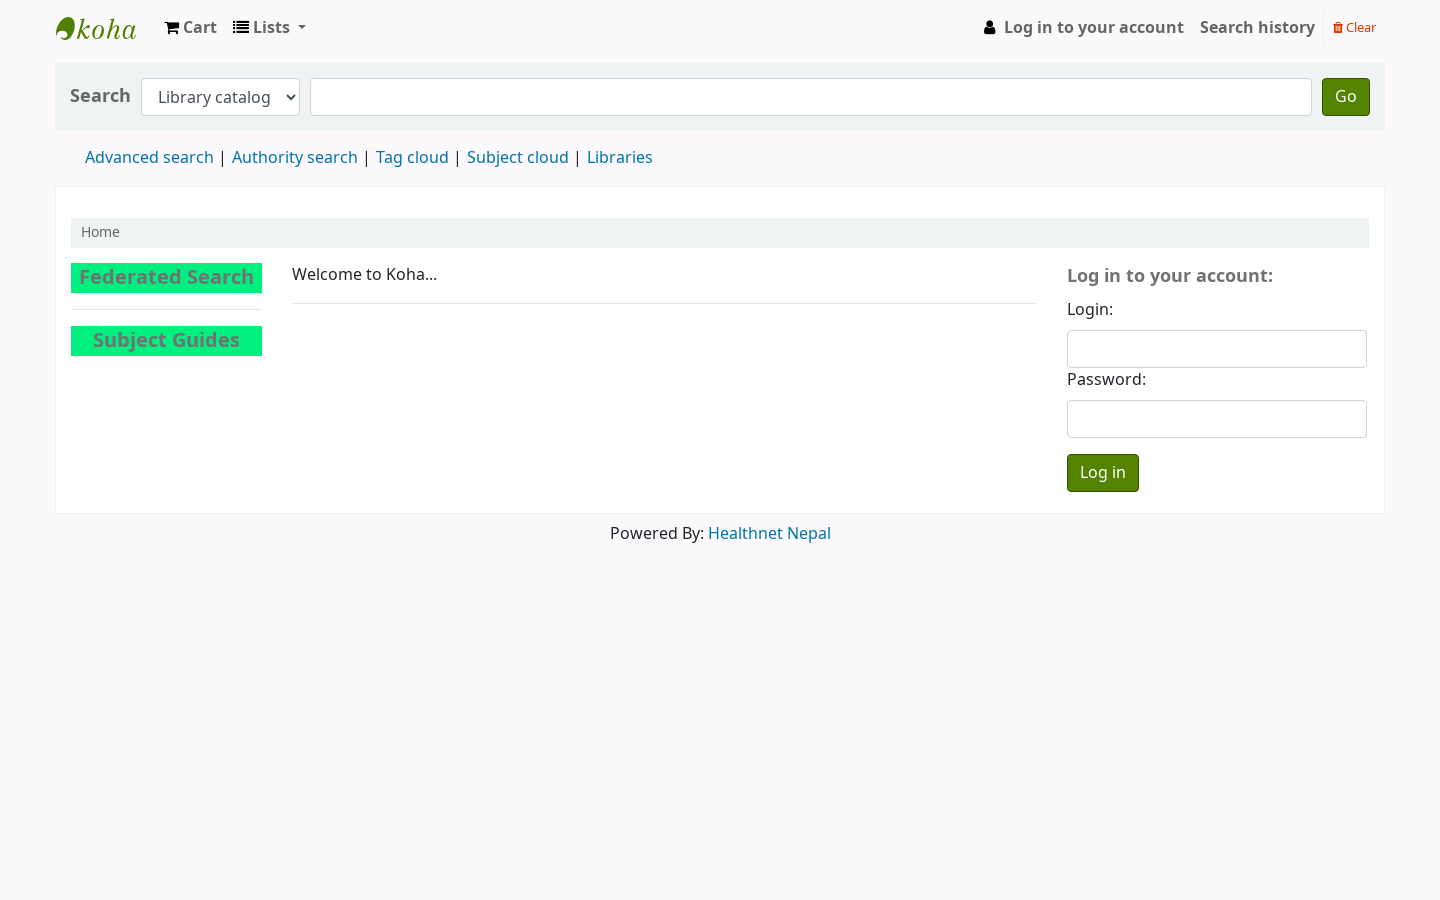 koha Cart Lists Log in to your account Search history Clear
Search Library catalog Go
Advanced search | Authority search | Tag cloud | Subject cloud | Libraries
Home
Federated Search
Subject Guides
Welcome to Koha...
Log in to your account:
Login:
Password:
Log in
Powered By: Healthnet Nepal